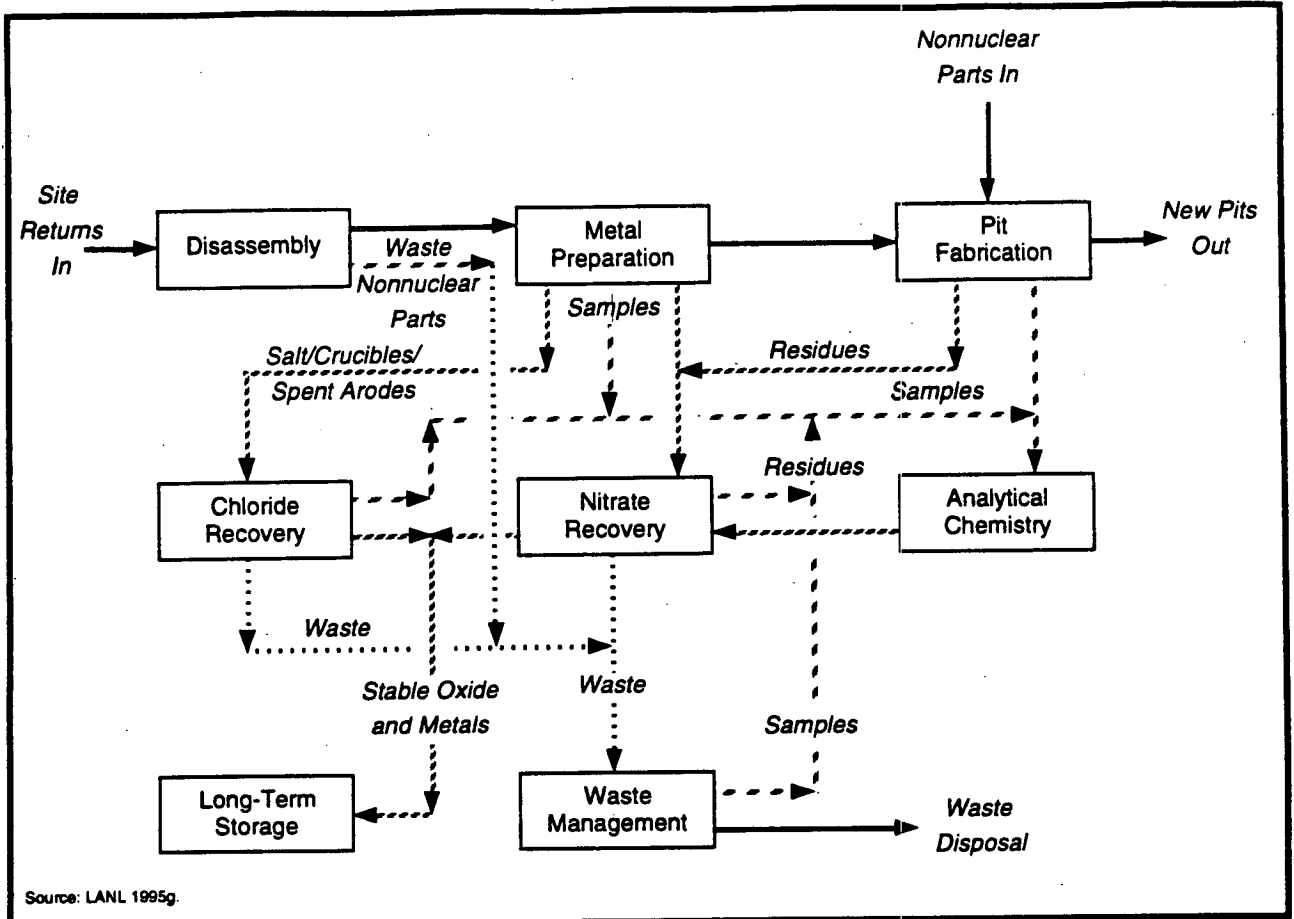 Nonnuclear
Parts In
Site
Returns
In
Disassembly
Metal
Preparation
Pit
Fabrication
New Pits
Out
Waste
Nonnuclear
Parts
Samples
Salt/Crucibles/
Spent Arodes
Residues
Samples
Chloride
Recovery
Nitrate
Recovery
Residues
Analytical
Chemistry
Waste
Stable Oxide
and Metals
Waste
Samples
Long-Term
Storage
Waste
Management
Waste
Disposal
Source: LANL 1995g.